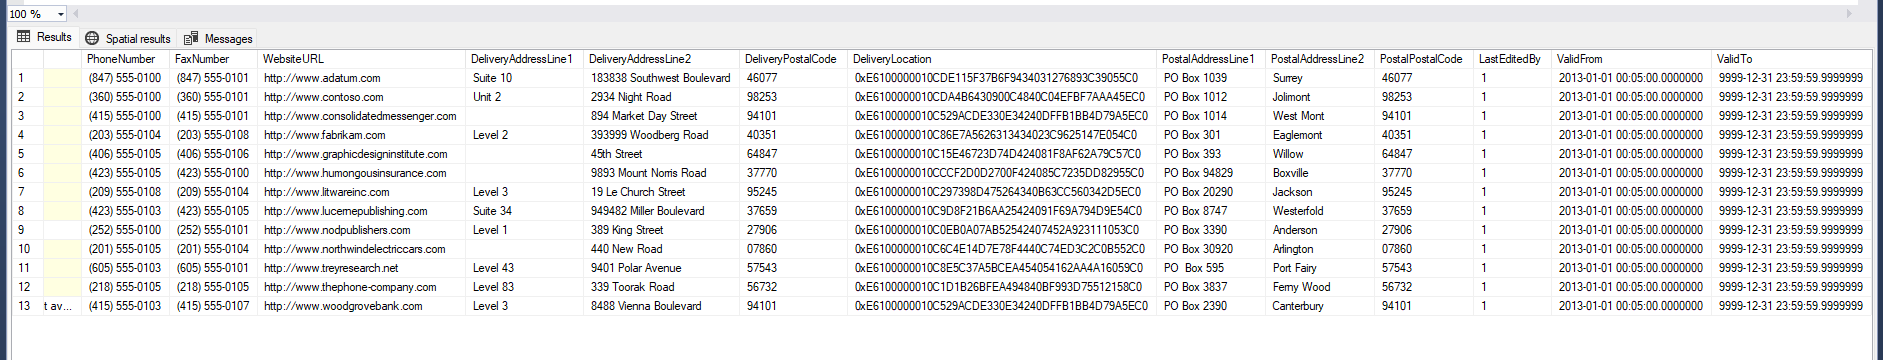 100 %
Results Spatial results Messages
PhoneNumber FaxNumber WebsiteURL DeliveryAddressLine1 DeliveryAddressLine2 DeliveryPostalCode DeliveryLocation PostalAddressLine1 PostalAddressLine2 PostalPostalCode LastEditedBy ValidFrom ValidTo
1 (847) 555-0100 (847) 555-0101 http://www.adatum.com Suite 10 183838 Southwest Boulevard 46077 0xE6100000010CDE115F37B6F9434031276893C39055C0 PO Box 1039 Surrey 46077 1 2013-01-01 00:05:00.0000000 9999-12-31 23:59:59.9999999
2 (360) 555-0100 (360) 555-0101 http://www.contoso.com Unit 2 2934 Night Road 98253 0xE6100000010CDA4B6430900C4840C04EFBF7AAA45EC0 PO Box 1012 Jolimont 98253 1 2013-01-01 00:05:00.0000000 9999-12-31 23:59:59.9999999
3 (415) 555-0100 (415) 555-0101 http://www.consolidatedmessenger.com 894 Market Day Street 94101 0xE6100000010C529ACDE330E34240DFFB1BB4D79A5EC0 PO Box 1014 West Mont 94101 1 2013-01-01 00:05:00.0000000 9999-12-31 23:59:59.9999999
4 (203) 555-0104 (203) 555-0108 http://www.fabrikam.com Level 2 393999 Woodberg Road 40351 0xE6100000010C86E7A5626313434023C9625147E054C0 PO Box 301 Eaglemont 40351 1 2013-01-01 00:05:00.0000000 9999-12-31 23:59:59.9999999
5 (406) 555-0105 (406) 555-0106 http://www.graphicdesigninstitute.com 45th Street 64847 0xE6100000010C15E46723D74D424081F8AF62A79C57C0 PO Box 393 Willow 64847 1 2013-01-01 00:05:00.0000000 9999-12-31 23:59:59.9999999
6 (423) 555-0105 (423) 555-0100 http://www.humongousinsurance.com 9893 Mount Norris Road 37770 0xE6100000010CCCF2D0D2700F424085C7235DD82955C0 PO Box 94829 Boxville 37770 1 2013-01-01 00:05:00.0000000 9999-12-31 23:59:59.9999999
7 (209) 555-0108 (209) 555-0104 http://www.litwareinc.com Level 3 19 Le Church Street 95245 0xE6100000010C297398D475264340B63CC560342D5EC0 PO Box 20290 Jackson 95245 1 2013-01-01 00:05:00.0000000 9999-12-31 23:59:59.9999999
8 (423) 555-0103 (423) 555-0105 http://www.lucernepublishing.com Suite 34 949482 Miller Boulevard 37659 0xE6100000010C9D8F21B6AA25424091F69A794D9E54C0 PO Box 8747 Westerfold 37659 1 2013-01-01 00:05:00.0000000 9999-12-31 23:59:59.9999999
9 (252) 555-0100 (252) 555-0101 http://www.nodpublishers.com Level 1 389 King Street 27906 0xE6100000010C0EB0A07AB52542407452A923111053C0 PO Box 3390 Anderson 27906 1 2013-01-01 00:05:00.0000000 9999-12-31 23:59:59.9999999
10 (201) 555-0105 (201) 555-0104 http://www.northwindelectriccars.com 440 New Road 07860 0xE6100000010C6C4E14D7E78F4440C74ED3C2C0B552C0 PO Box 30920 Arlington 07860 1 2013-01-01 00:05:00.0000000 9999-12-31 23:59:59.9999999
11 (605) 555-0103 (605) 555-0101 http://www.treyresearch.net Level 43 9401 Polar Avenue 57543 0xE6100000010C8E5C37A5BCEA454054162AA4A16059C0 PO Box 595 Port Fairy 57543 1 2013-01-01 00:05:00.0000000 9999-12-31 23:59:59.9999999
12 (218) 555-0105 (218) 555-0105 http://www.thephone-company.com Level 83 339 Toorak Road 56732 0xE6100000010C1D1B26BFEA494840BF993D75512158C0 PO Box 3837 Ferny Wood 56732 1 2013-01-01 00:05:00.0000000 9999-12-31 23:59:59.9999999
13 t av... (415) 555-0103 (415) 555-0107 http://www.woodgrovebank.com Level 3 8488 Vienna Boulevard 94101 0xE6100000010C529ACDE330E34240DFFB1BB4D79A5EC0 PO Box 2390 Canterbury 94101 1 2013-01-01 00:05:00.0000000 9999-12-31 23:59:59.9999999